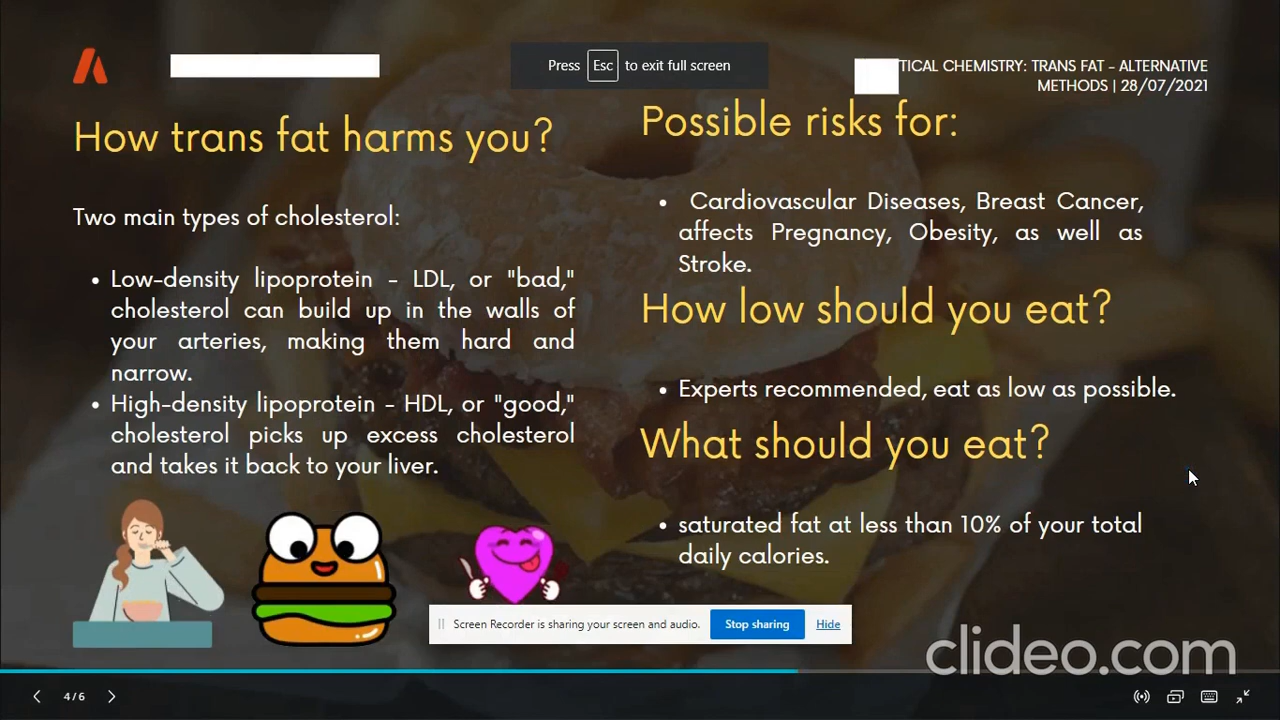 Press Esc to exit full screen
TICAL CHEMISTRY: TRANS FAT - ALTERNATIVE
METHODS | 28/07/2021
How trans fat harms you?
Two main types of cholesterol:
• Low-density lipoprotein - LDL, or "bad,"
cholesterol can build up in the walls of
your arteries, making them hard and
narrow.
• High-density lipoprotein - HDL, or "good,"
cholesterol picks up excess cholesterol
and takes it back to your liver.
Possible risks for:
• Cardiovascular Diseases, Breast Cancer,
affects Pregnancy, Obesity, as well as
Stroke.
How low should you eat?
• Experts recommended, eat as low as possible.
What should you eat?
• saturated fat at less than 10% of your total
daily calories.
Screen Recorder is sharing your screen and audio. Stop sharing Hide
clideo.com
4 / 6